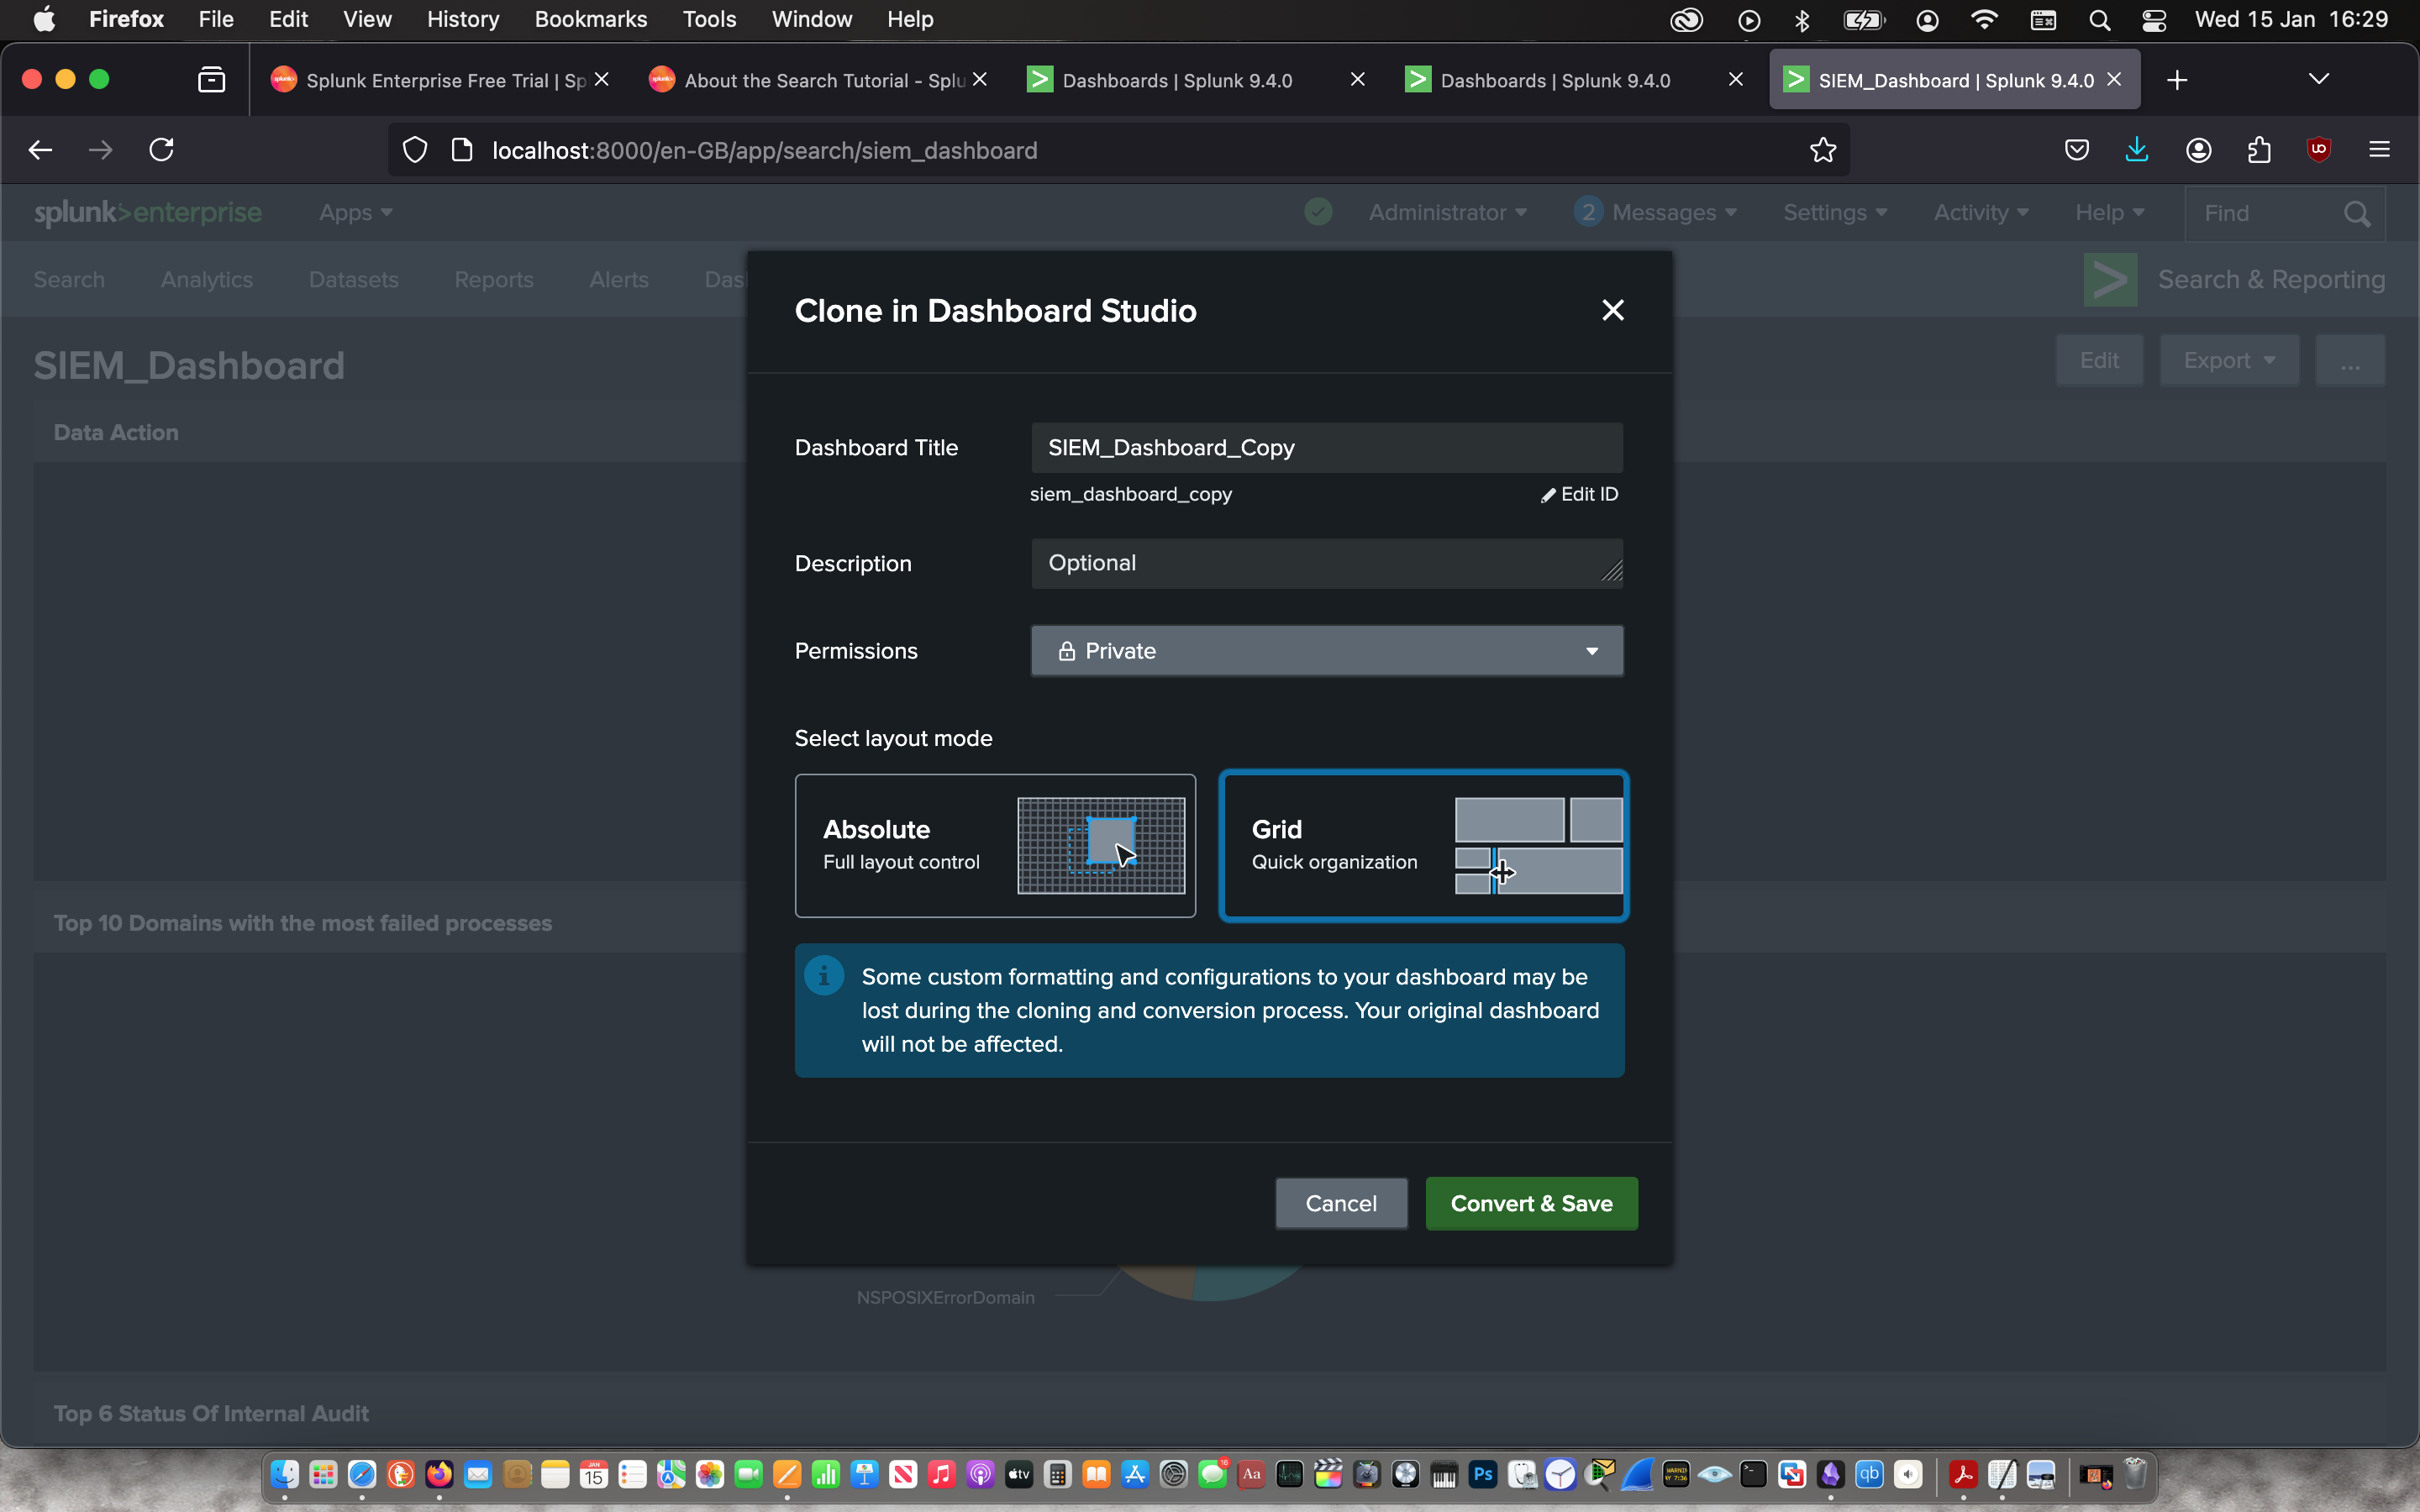 Firefox File Edit View History Bookmarks Tools Window Help Wed 15 Jan 16:29
Splunk Enterprise Free Trial | Sp About the Search Tutorial - Splu Dashboards | Splunk 9.4.0 Dashboards | Splunk 9.4.0 SIEM_Dashboard | Splunk 9.4.0
localhost:8000/en-GB/app/search/siem_dashboard
splunk>enterprise Apps Administrator 2 Messages Settings Activity Help Find
Search Analytics Datasets Reports Alerts Das Search & Reporting
SIEM_Dashboard Edit Export ...
Data Action
Clone in Dashboard Studio
Dashboard Title SIEM_Dashboard_Copy
siem_dashboard_copy Edit ID
Description Optional
Permissions Private
Select layout mode
Absolute
Full layout control
Grid
Quick organization
Some custom formatting and configurations to your dashboard may be
lost during the cloning and conversion process. Your original dashboard
will not be affected.
Cancel Convert & Save
Top 10 Domains with the most failed processes
NSPOSIXErrorDomain
Top 6 Status Of Internal Audit
JAN
15
tv
16
Aa
Ps
qb